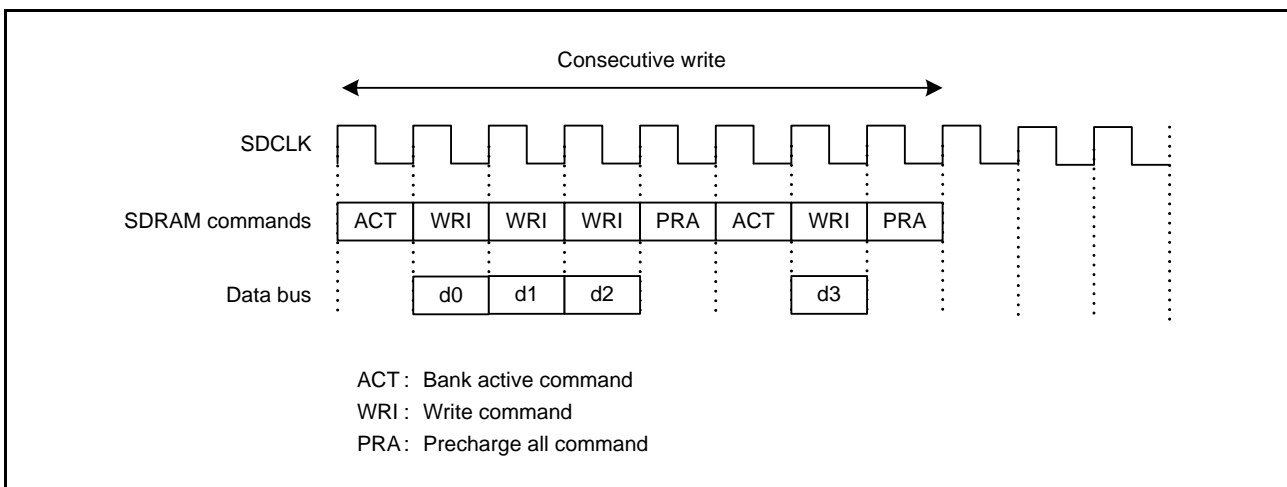 Consecutive write
SDCLK
SDRAM commands ACT WRI WRI WRI PRA ACT WRI PRA
Data bus d0 d1 d2 d3
ACT : Bank active command
WRI : Write command
PRA : Precharge all command